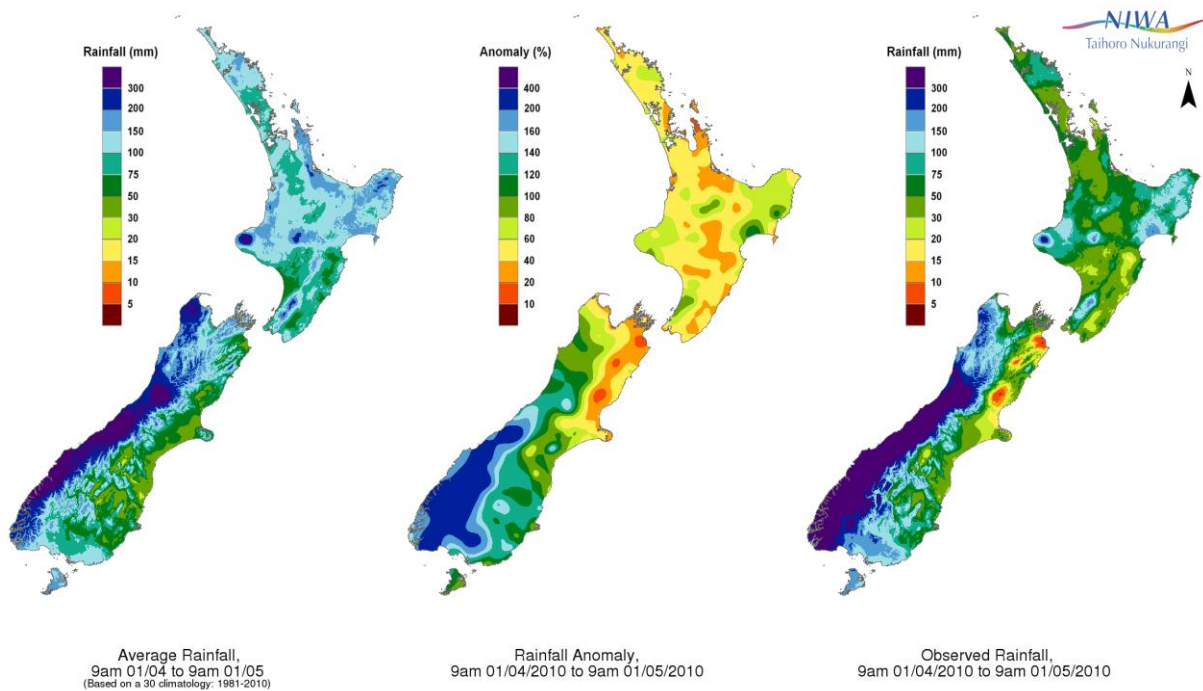 NIWA
Taihoro Nukurangi
N
Rainfall (mm)
300
200
150
100
75
50
30
20
15
10
5
Anomaly (%)
400
200
160
140
120
100
80
60
40
20
10
Rainfall (mm)
300
200
150
100
75
50
30
20
15
10
5
Average Rainfall,
9am 01/04 to 9am 01/05
(Based on a 30 climatology: 1981-2010)
Rainfall Anomaly,
9am 01/04/2010 to 9am 01/05/2010
Observed Rainfall,
9am 01/04/2010 to 9am 01/05/2010